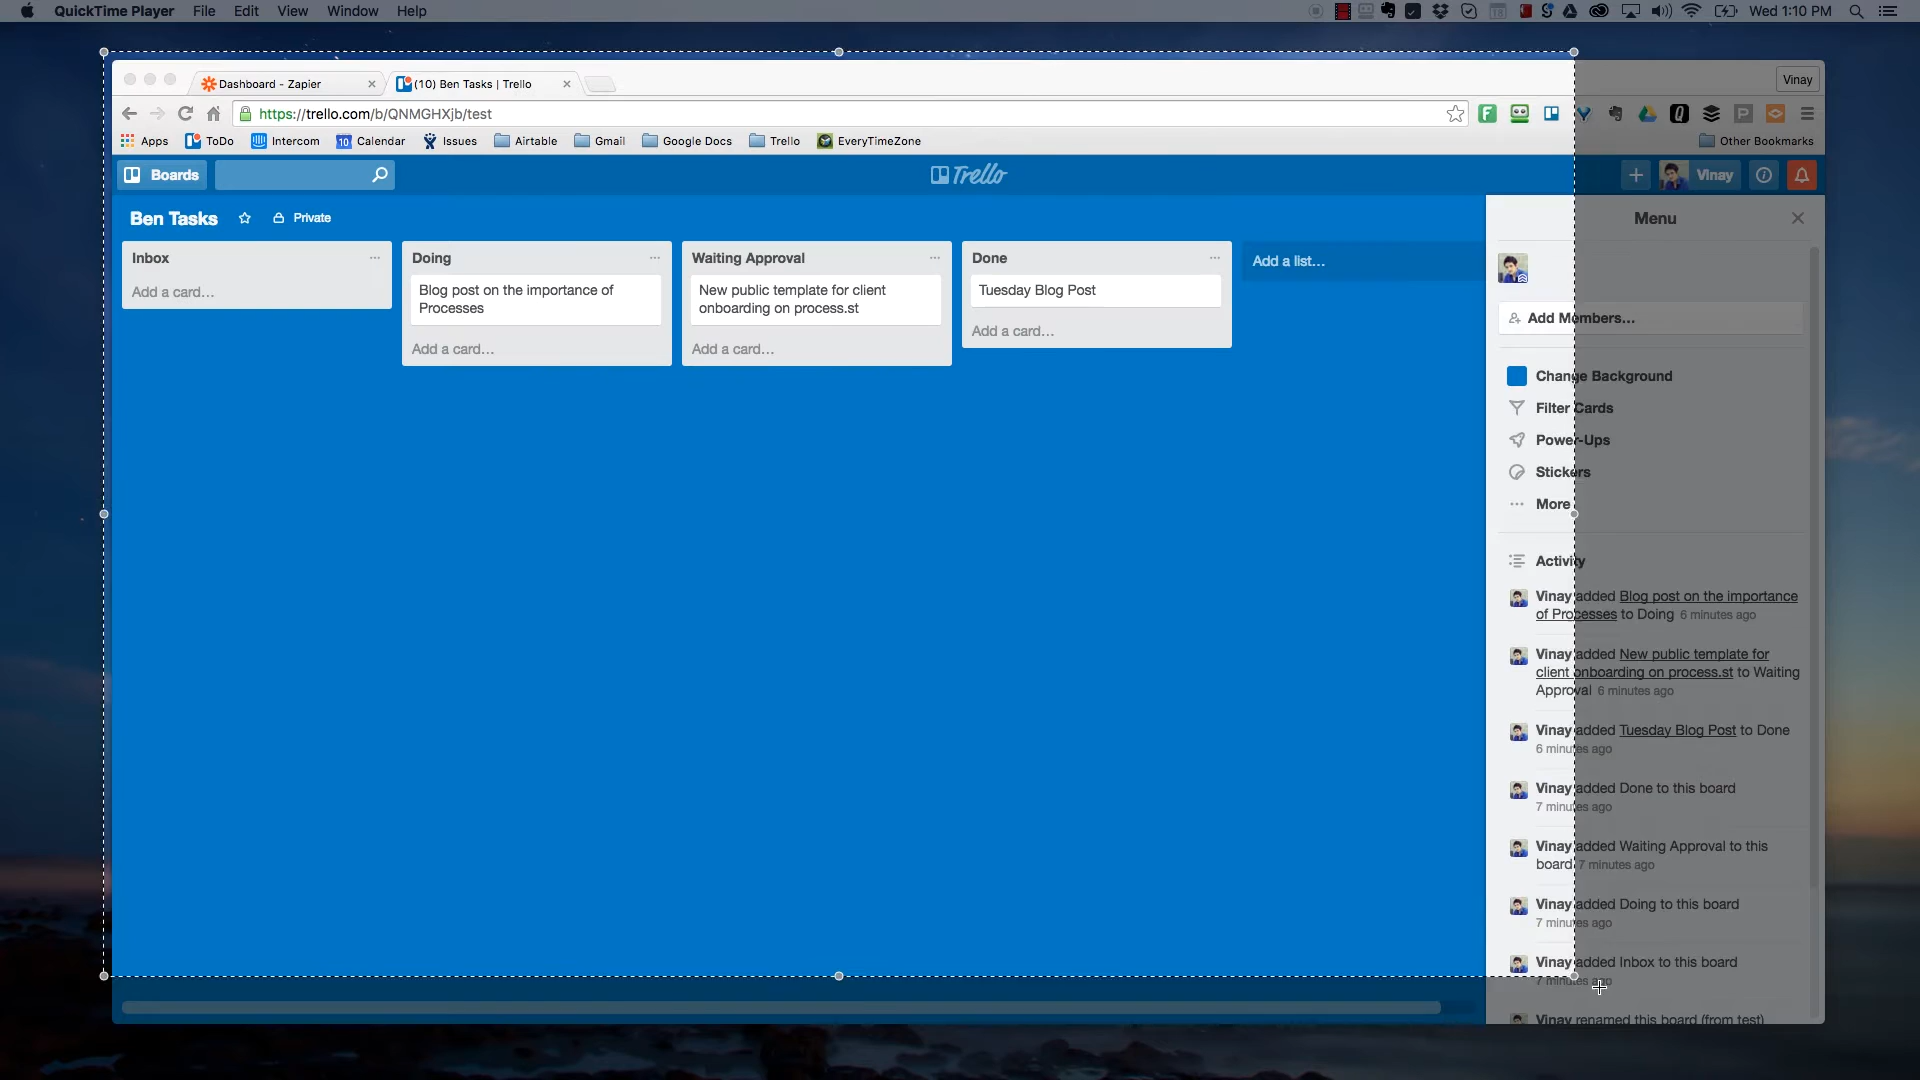 QuickTime Player File Edit View Window Help Wed 1:10 PM
Dashboard - Zapier (10) Ben Tasks | Trello Vinay
https://trello.com/b/QNMGHXjb/test
Apps ToDo Intercom 10 Calendar Issues Airtable Gmail Google Docs Trello EveryTimeZone Other Bookmarks
Boards Trello Vinay
Ben Tasks Private
Menu
Inbox
Add a card...
Doing
Blog post on the importance of
Processes
Add a card...
Waiting Approval
New public template for client
onboarding on process.st
Add a card...
Done
Tuesday Blog Post
Add a card...
Add a list...
Add Members...
Change Background
Filter Cards
Power-Ups
Stickers
More
Activity
Vinay added Blog post on the importance
of Processes to Doing 6 minutes ago
Vinay added New public template for
client onboarding on process.st to Waiting
Approval 6 minutes ago
Vinay added Tuesday Blog Post to Done
6 minutes ago
Vinay added Done to this board
7 minutes ago
Vinay added Waiting Approval to this
board 7 minutes ago
Vinay added Doing to this board
7 minutes ago
Vinay added Inbox to this board
7 minutes ago
Vinay renamed this board (from test)